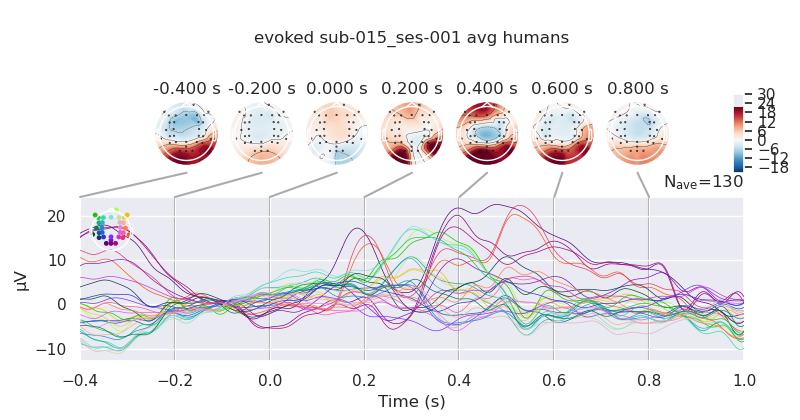 evoked sub-015_ses-001 avg humans
-0.400 s -0.200 s 0.000 s 0.200 s 0.400 s 0.600 s 0.800 s
30
24
18
12
6
0
−6
−12
−18
Nave=130
20
10
0
−10
µV
−0.4 −0.2 0.0 0.2 0.4 0.6 0.8 1.0
Time (s)